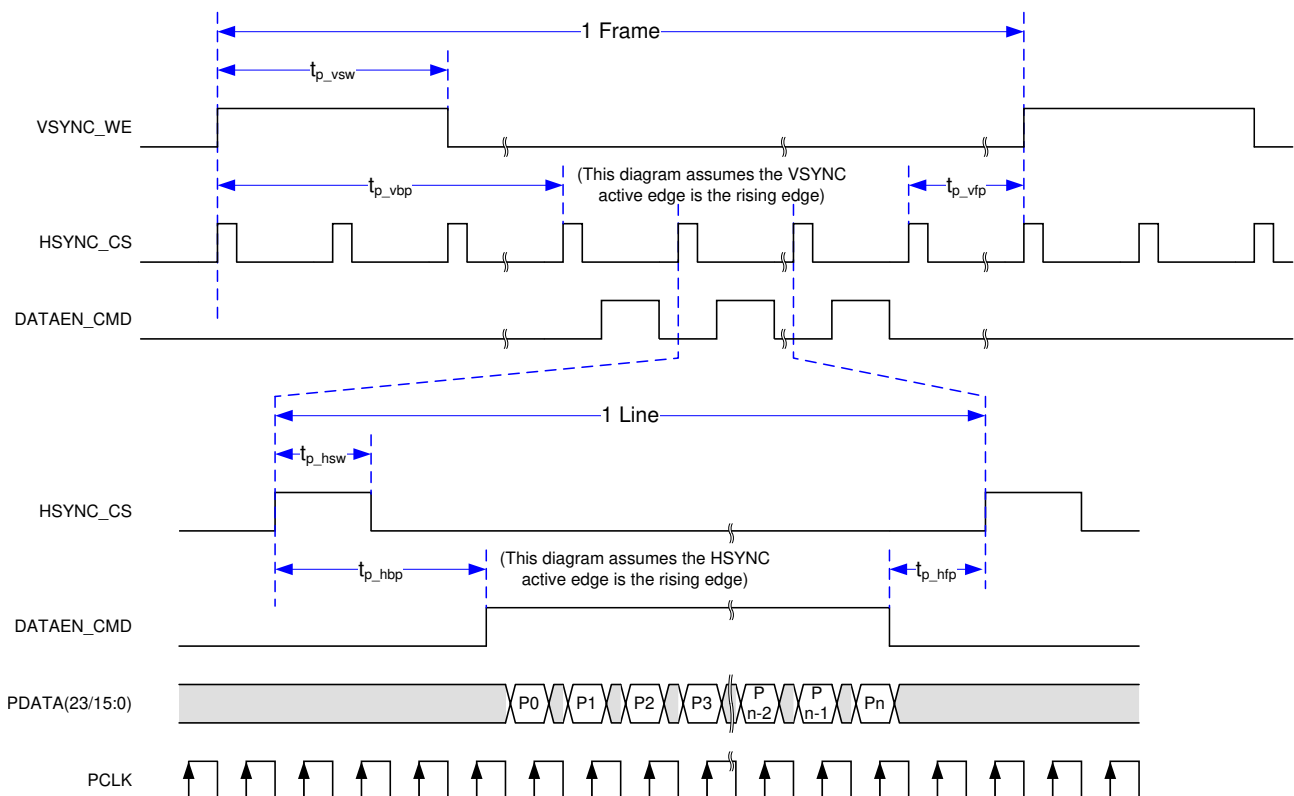 1 Frame
tp_vsw
VSYNC_WE
tp_vbp
(This diagram assumes the VSYNC
active edge is the rising edge)
tp_vfp
HSYNC_CS
DATAEN_CMD
1 Line
tp_hsw
HSYNC_CS
tp_hbp
(This diagram assumes the HSYNC
active edge is the rising edge)
tp_hfp
DATAEN_CMD
PDATA(23/15:0)
P0
P1
P2
P3
P
n-2
P
n-1
Pn
PCLK